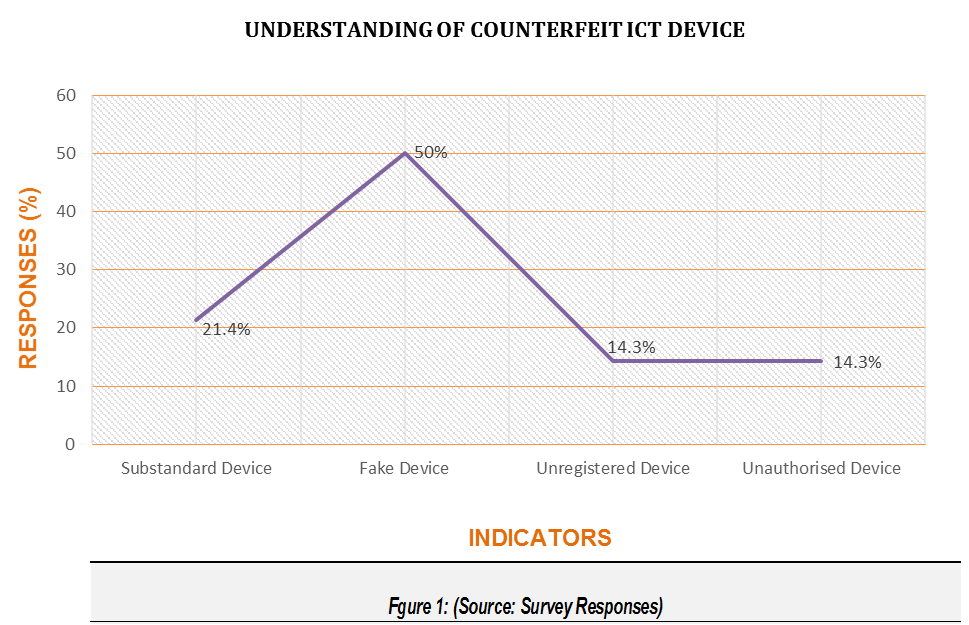 UNDERSTANDING OF COUNTERFEIT ICT DEVICE
RESPONSES (%)
60
50
40
30
20
10
0
21.4%
50%
14.3%
14.3%
Substandard Device
Fake Device
Unregistered Device
Unauthorised Device
INDICATORS
Fgure 1: (Source: Survey Responses)